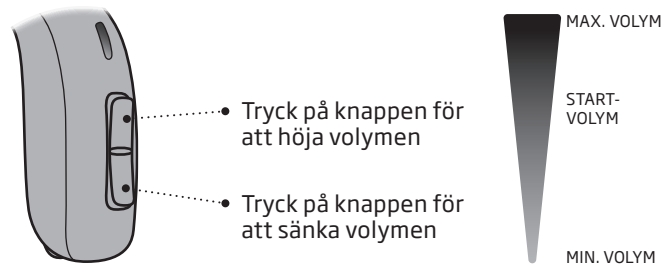 • Tryck på knappen för
att höja volymen
• Tryck på knappen för
att sänka volymen
MAX. VOLYM
START-
VOLYM
MIN. VOLYM